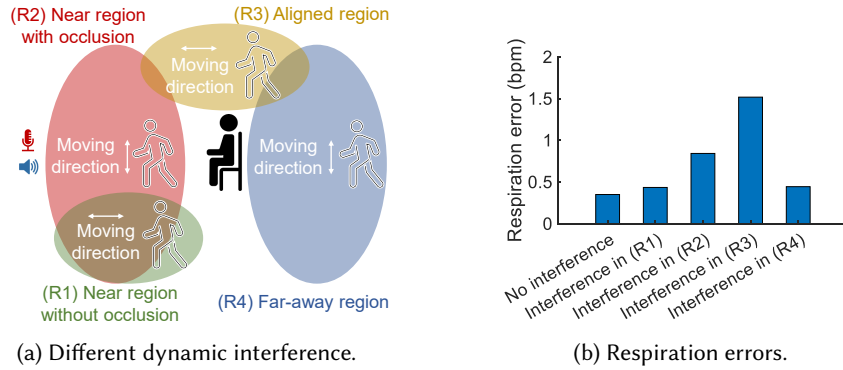 (R2) Near region
with occlusion
(R3) Aligned region
Moving
direction
Moving
direction
Moving
direction
Moving
direction
(R1) Near region
without occlusion
(R4) Far-away region
(a) Different dynamic interference.
Respiration error (bpm)
2
1.5
1
0.5
0
No interference
Interference in (R1)
Interference in (R2)
Interference in (R3)
Interference in (R4)
(b) Respiration errors.